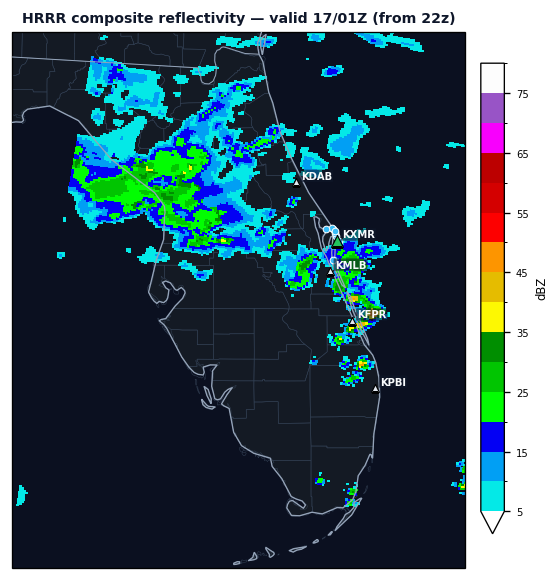 HRRR composite reflectivity — valid 17/01Z (from 22z)
KDAB
KXMR
KMLB
KFPR
KPBI
75
65
55
45
35
25
15
5
dBZ